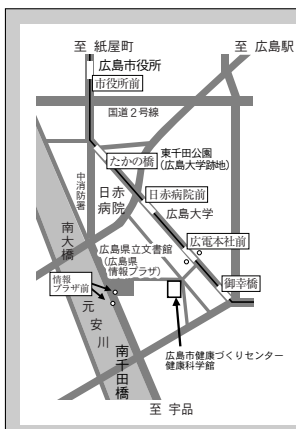 至 紙屋町
至 広島駅
広島市役所
市役所前
国道2号線
たかの橋
東千田公園
(広島大学跡地)
中消防署
日赤
病院
日赤病院前
広島大学
南大橋
広島県立文書館
(広島県
情報プラザ)
広電本社前
情報
プラザ前
御幸橋
元安川
南千田橋
広島市健康づくりセンター
健康科学館
至 宇品